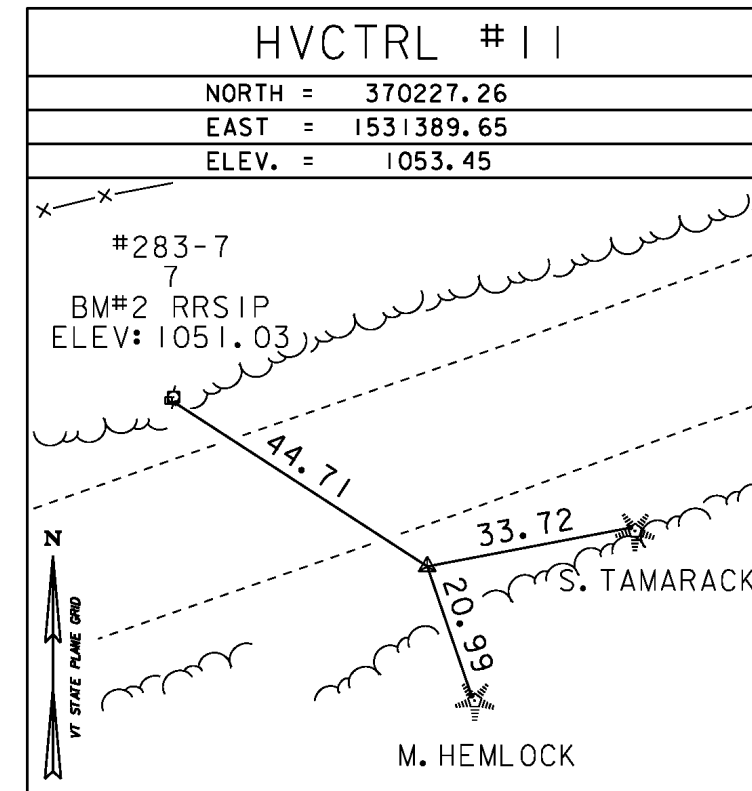 HVCTRL #11
NORTH = 370227.26
EAST = 1531389.65
ELEV. = 1053.45
#283-7
7
BM#2 RRSIP
ELEV: 1051.03
44.71
33.72
20.99
S. TAMARACK
M. HEMLOCK
N
VT STATE PLANE GRID